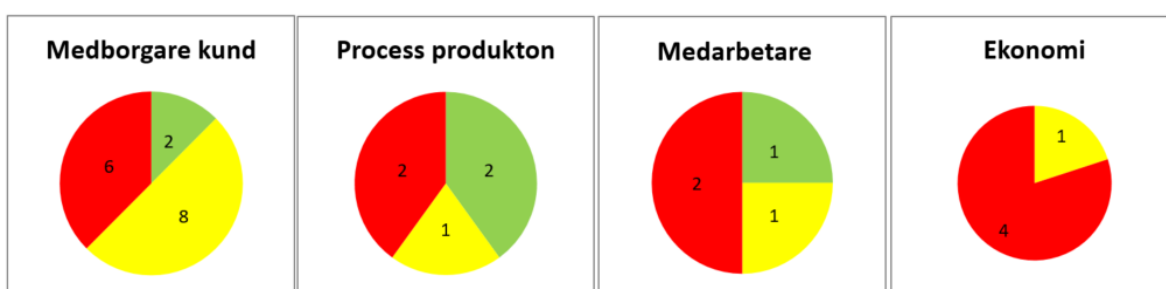 Medborgare kund
2
8
6
Process produkton
2
1
2
Medarbetare
1
1
2
Ekonomi
1
4